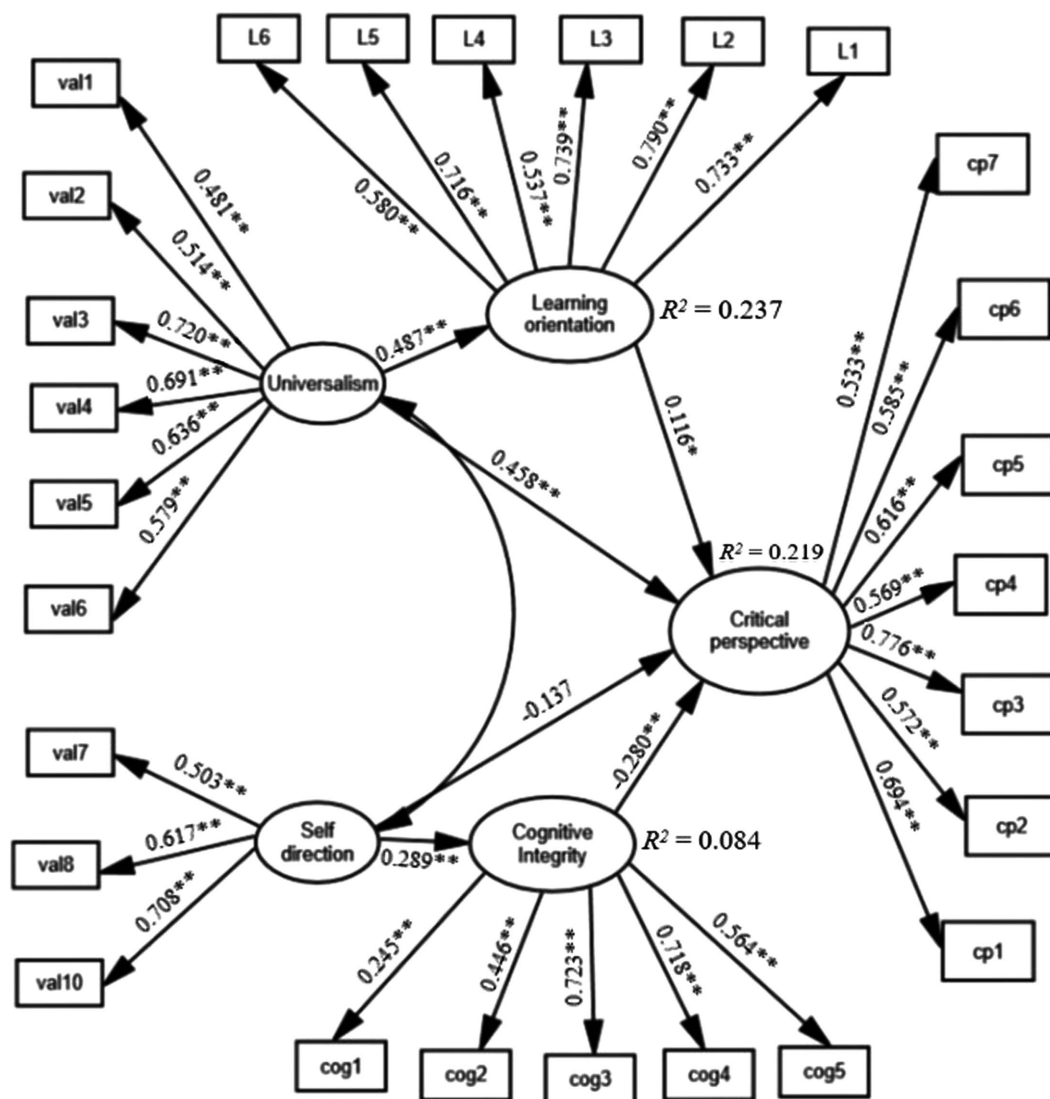 L6
L5
L4
L3
L2
L1
val1
val2
val3
val4
val5
val6
val7
val8
val10
cp7
cp6
cp5
cp4
cp3
cp2
cp1
cog1
cog2
cog3
cog4
cog5
0.580**
0.716**
0.537**
0.739**
0.790**
0.733**
Learning
orientation
R² = 0.237
0.481**
0.514**
0.720**
0.691**
0.636**
0.579**
Universalism
0.487**
0.458**
0.116*
R² = 0.219
Critical
perspective
0.533**
0.585**
0.616**
0.569**
0.776**
0.572**
0.694**
-0.137
-0.280**
0.503**
0.617**
0.708**
Self
direction
0.289**
Cognitive
Integrity
R² = 0.084
0.245**
0.446**
0.723**
0.718**
0.564**